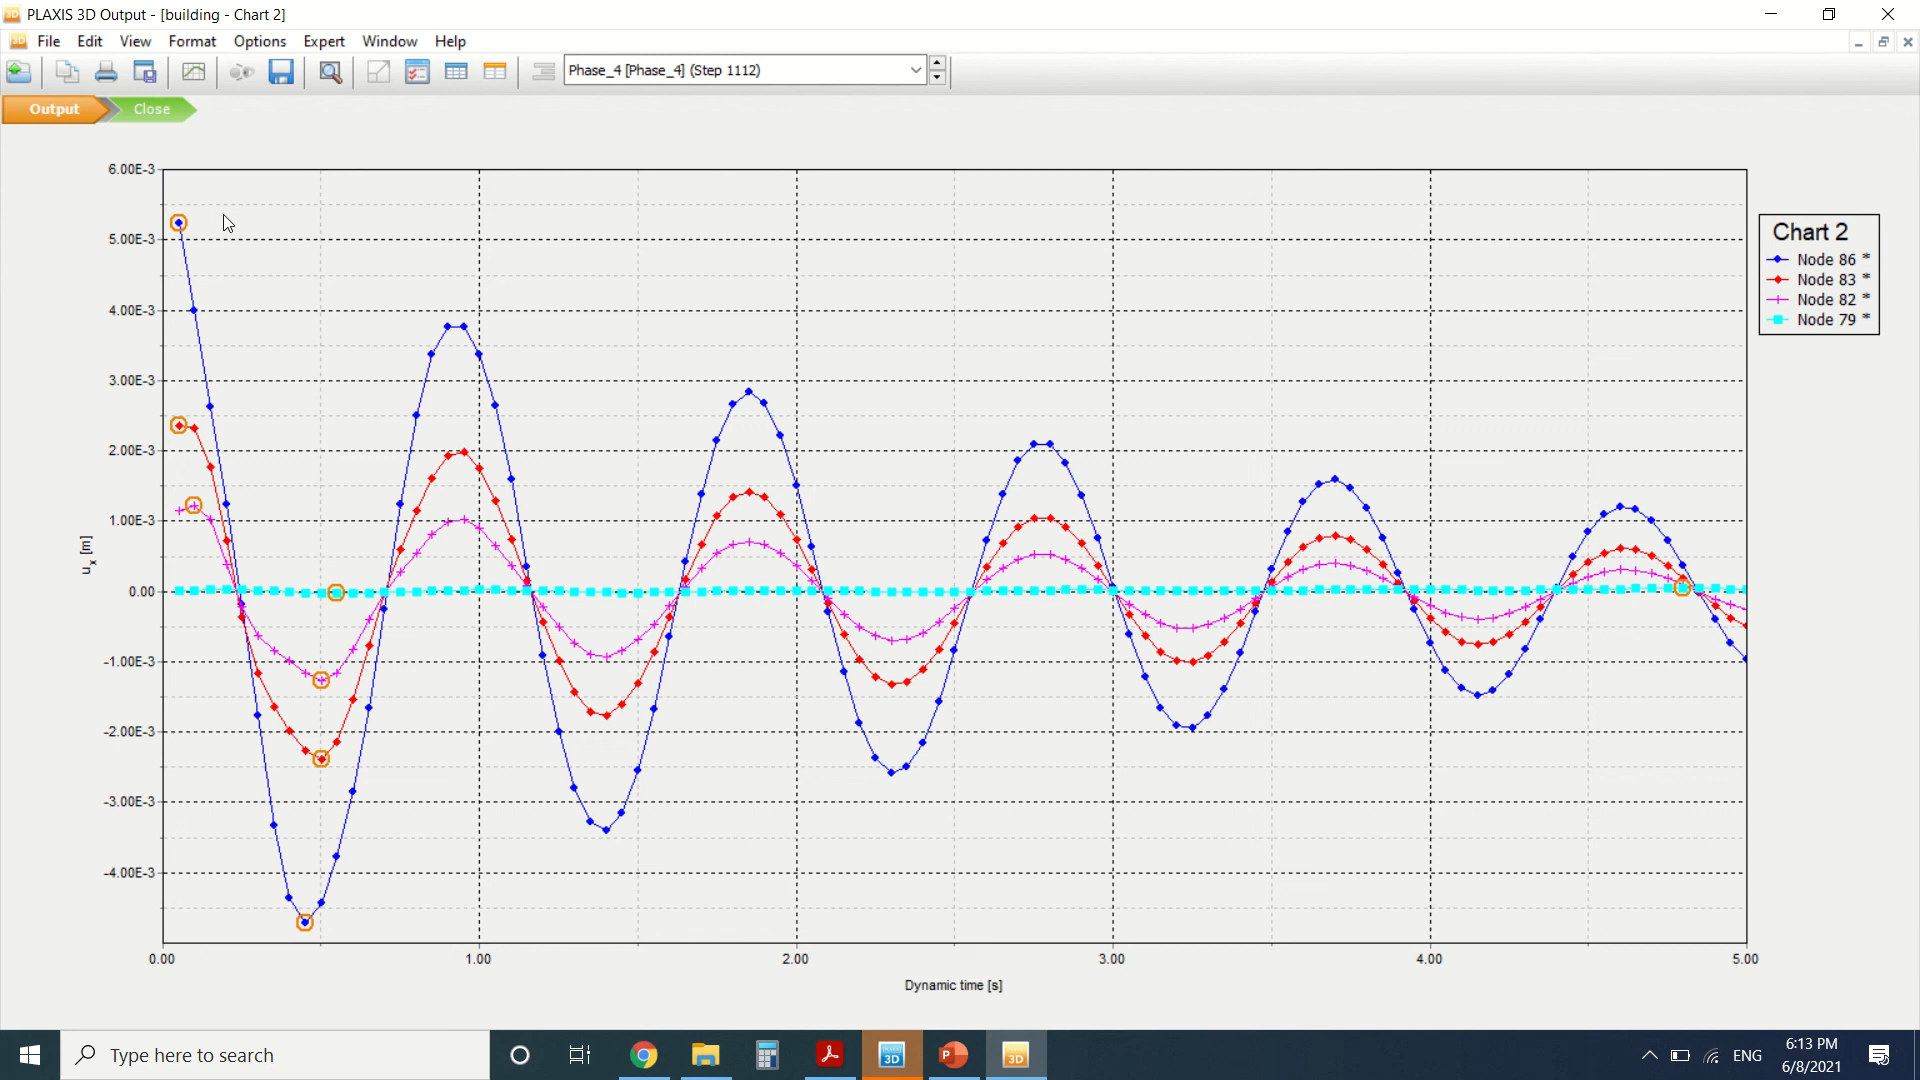 PLAXIS 3D Output - [building - Chart 2]
File Edit View Format Options Expert Window Help
Phase_4 [Phase_4] (Step 1112)
Output Close
6.00E-3
5.00E-3
4.00E-3
3.00E-3
2.00E-3
1.00E-3
0.00
-1.00E-3
-2.00E-3
-3.00E-3
-4.00E-3
ux [m]
0.00 1.00 2.00 3.00 4.00 5.00
Dynamic time [s]
Chart 2
Node 86 *
Node 83 *
Node 82 *
Node 79 *
Type here to search
3D
P
3D
ENG
6:13 PM
6/8/2021